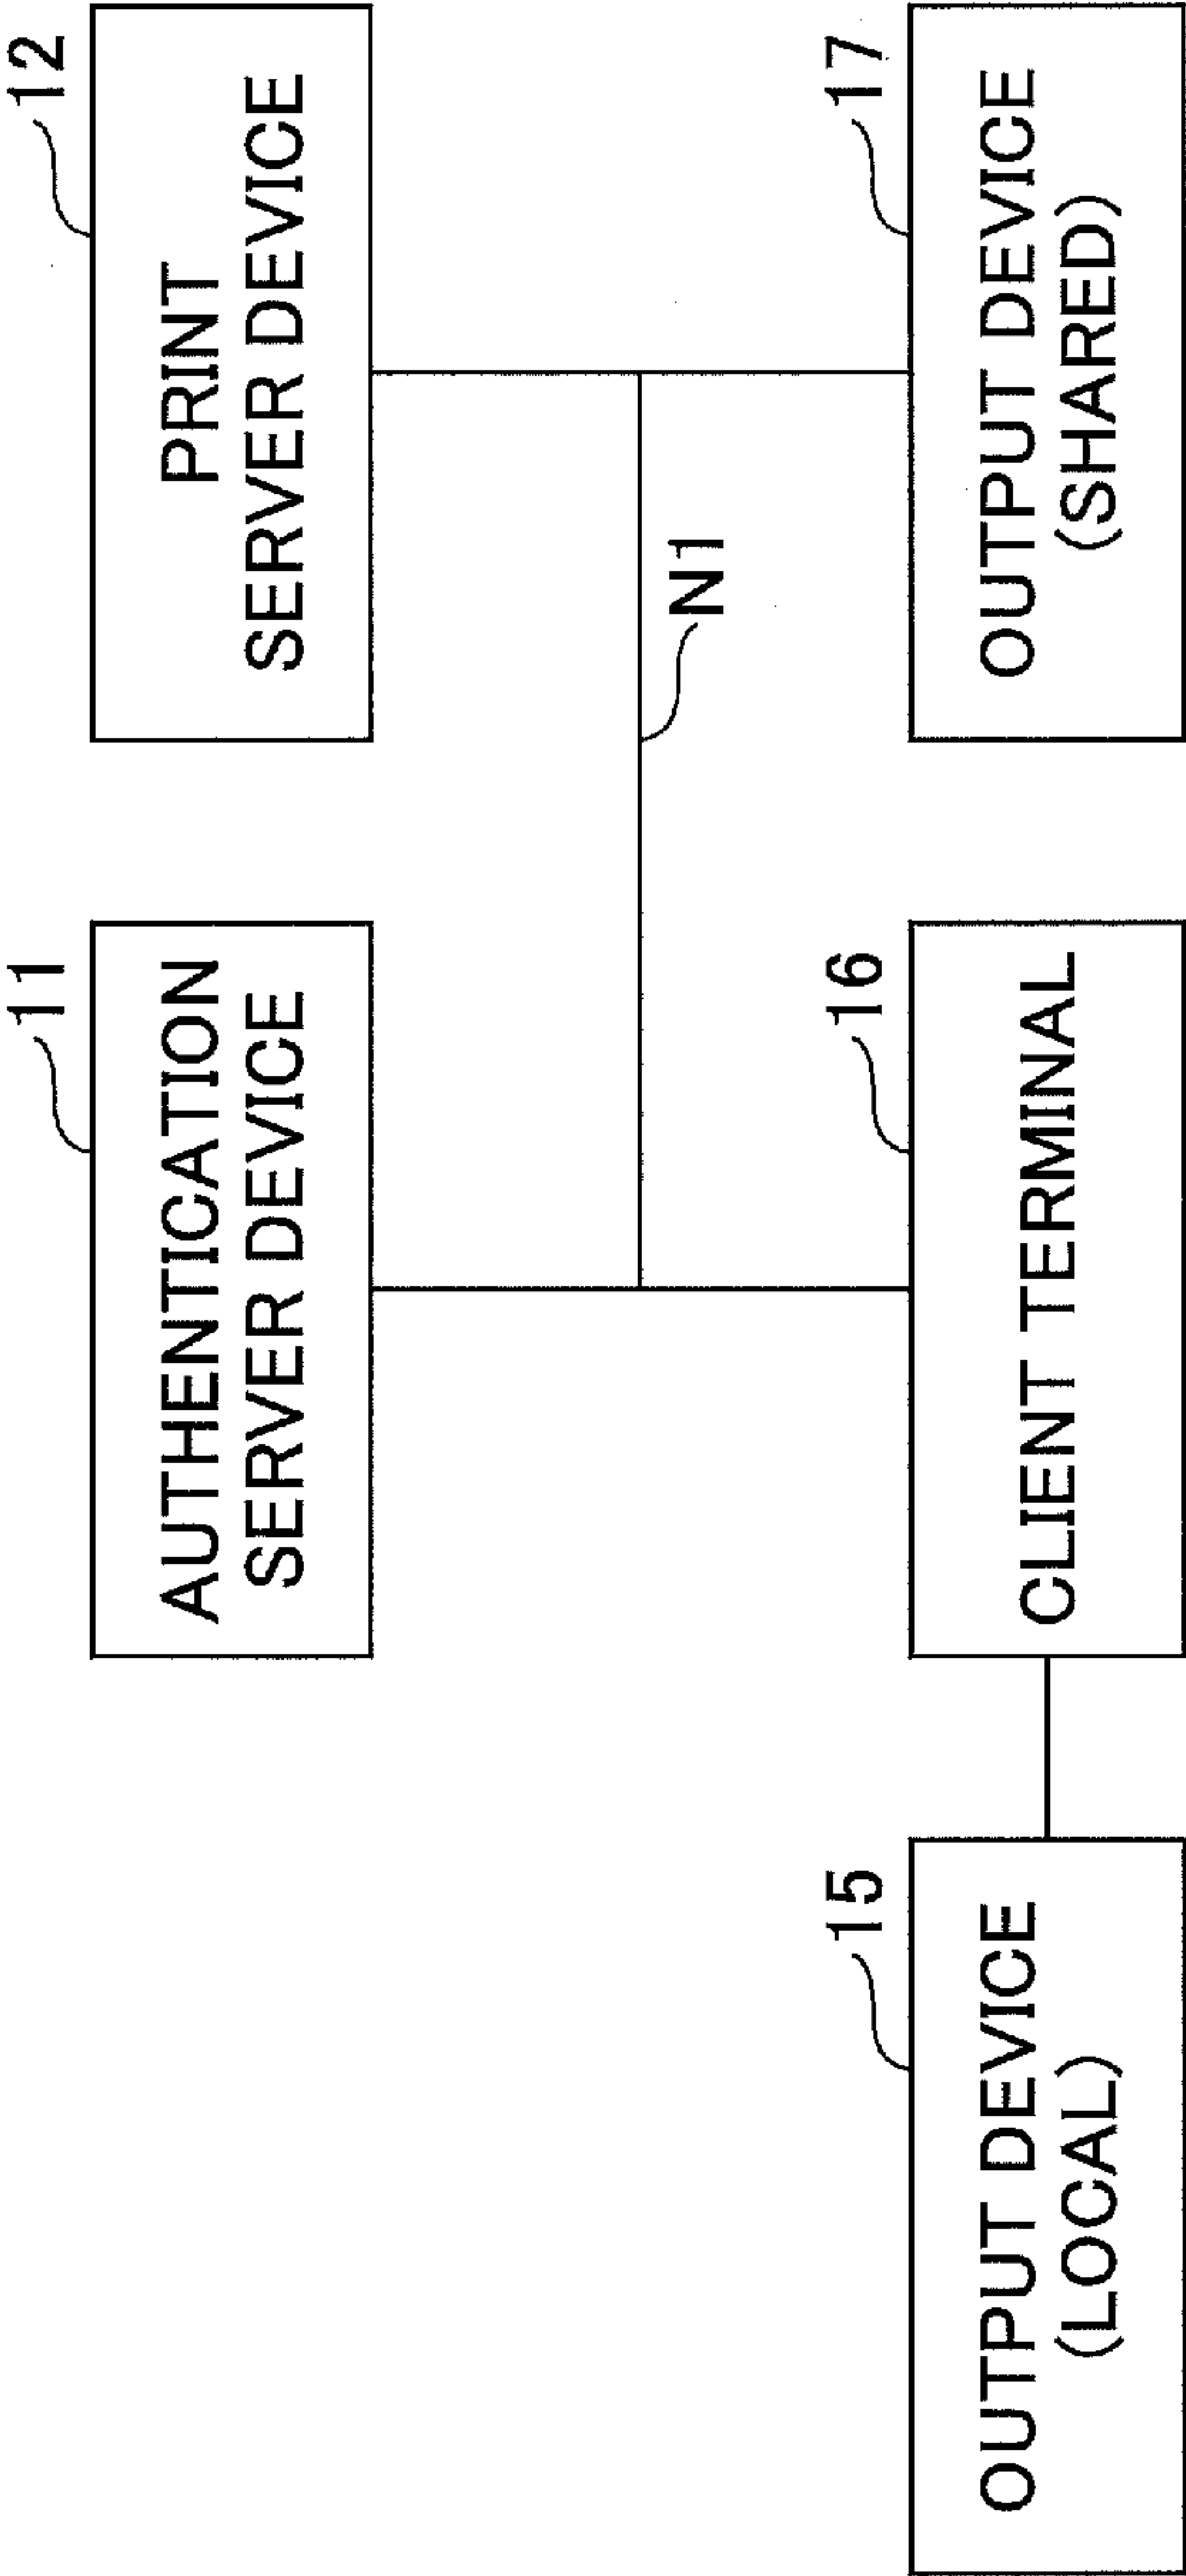 11
AUTHENTICATION
SERVER DEVICE
12
PRINT
SERVER DEVICE
N1
15
OUTPUT DEVICE
(LOCAL)
16
CLIENT TERMINAL
17
OUTPUT DEVICE
(SHARED)